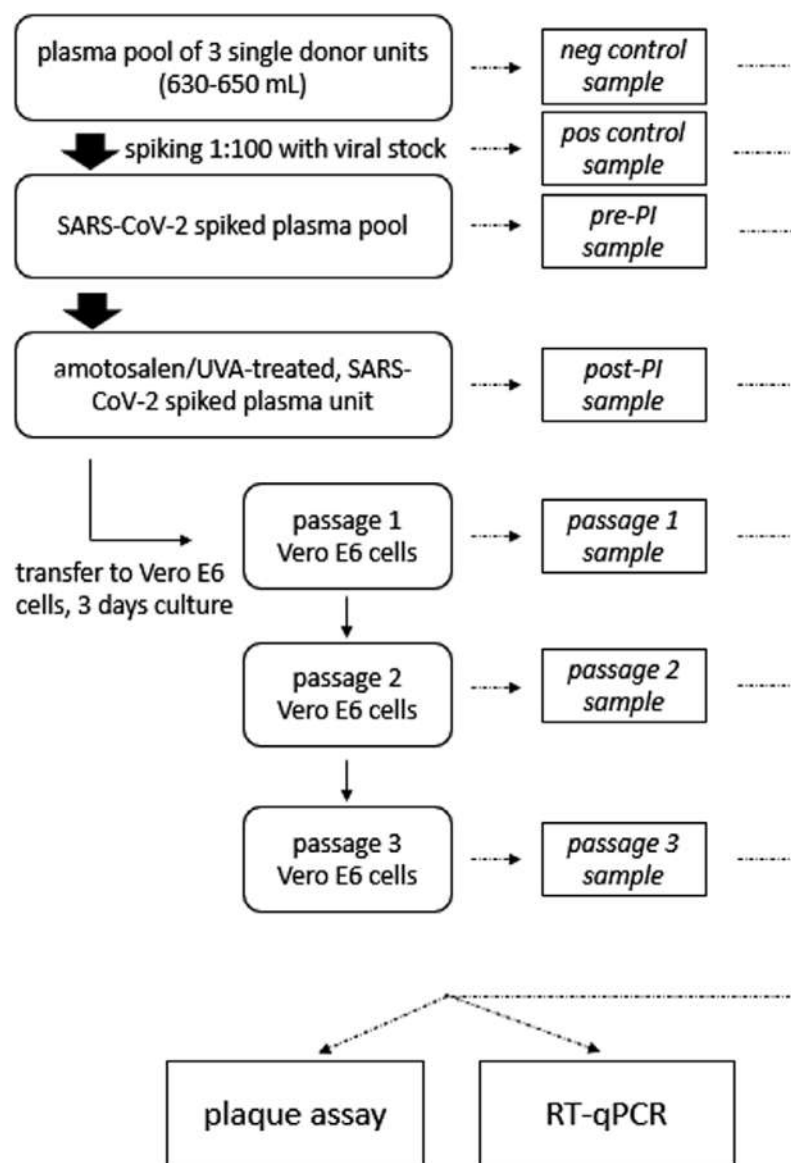 plasma pool of 3 single donor units
(630-650 mL)
neg control
sample
spiking 1:100 with viral stock
pos control
sample
SARS-CoV-2 spiked plasma pool
pre-PI
sample
amotosalen/UVA-treated, SARS-
CoV-2 spiked plasma unit
post-PI
sample
transfer to Vero E6
cells, 3 days culture
passage 1
Vero E6 cells
passage 1
sample
passage 2
Vero E6 cells
passage 2
sample
passage 3
Vero E6 cells
passage 3
sample
plaque assay
RT-qPCR